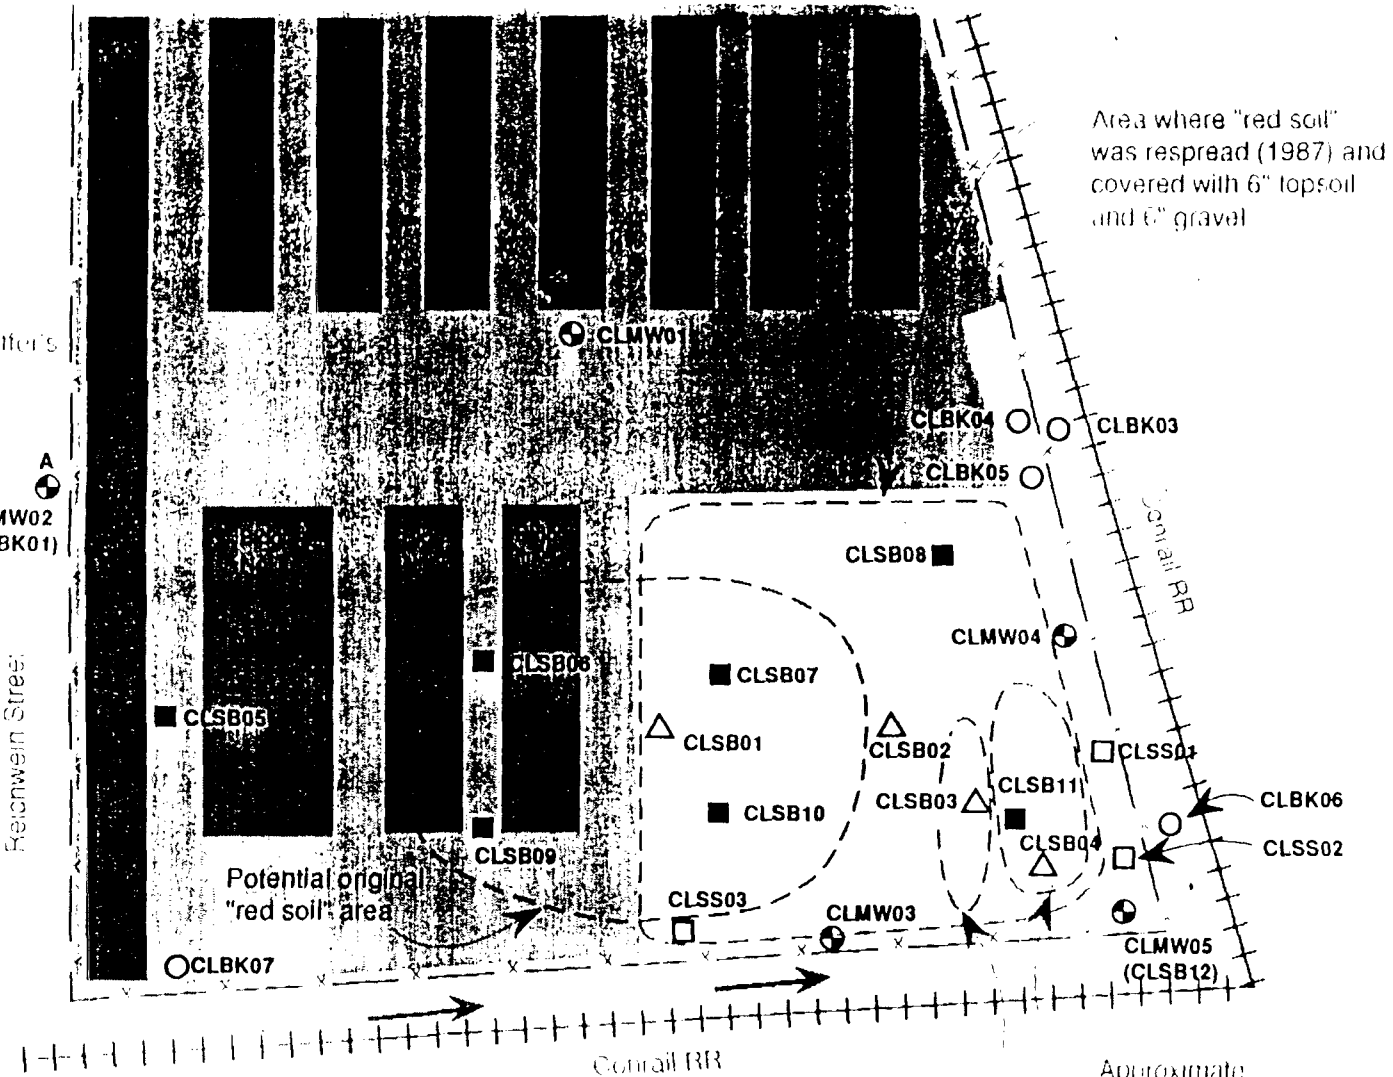 Area where "red soil"
was respread (1987) and
covered with 6" topsoil
and 6" gravel
CLMW01
CLBK04
CLBK03
CLBK05
A
Conrail RR
CLSB08
CLMW04
CLSB06
CLSB07
CLSB05
CLSB01
CLSB02
CLSS01
CLSB03
CLSB11
CLBK06
CLSB10
CLSB04
CLSS02
CLSB09
Potential original
"red soil" area
CLSS03
CLMW03
CLMW05
(CLSB12)
CLBK07
Conrail RR
Approximate